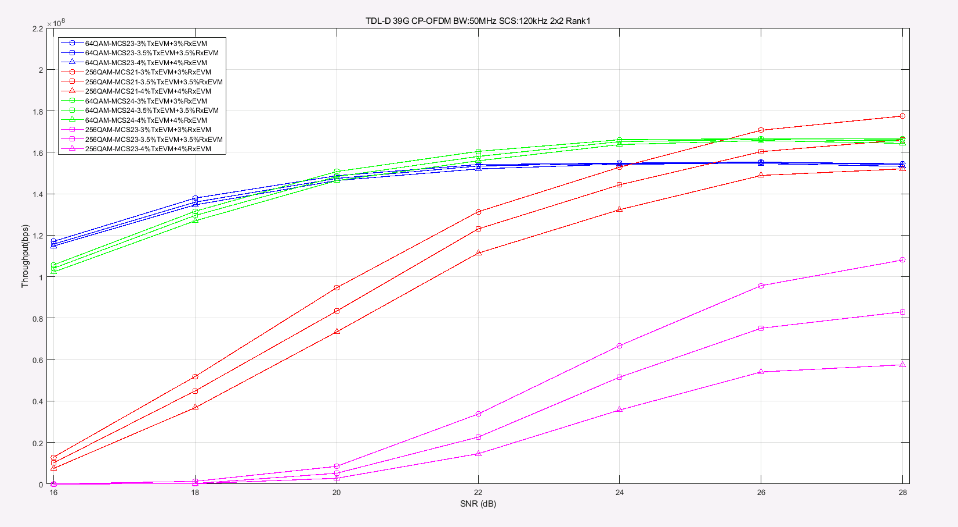 TDL-D 39G CP-OFDM BW:50MHz SCS:120kHz 2x2 Rank1
×10^8
2.2
2
1.8
1.6
1.4
1.2
1
0.8
0.6
0.4
0.2
0
Throughput(bps)
64QAM-MCS23-3%TxEVM+3%RxEVM
64QAM-MCS23-3.5%TxEVM+3.5%RxEVM
64QAM-MCS23-4%TxEVM+4%RxEVM
256QAM-MCS21-3%TxEVM+3%RxEVM
256QAM-MCS21-3.5%TxEVM+3.5%RxEVM
256QAM-MCS21-4%TxEVM+4%RxEVM
64QAM-MCS24-3%TxEVM+3%RxEVM
64QAM-MCS24-3.5%TxEVM+3.5%RxEVM
64QAM-MCS24-4%TxEVM+4%RxEVM
256QAM-MCS23-3%TxEVM+3%RxEVM
256QAM-MCS23-3.5%TxEVM+3.5%RxEVM
256QAM-MCS23-4%TxEVM+4%RxEVM
16 18 20 22 24 26 28
SNR (dB)